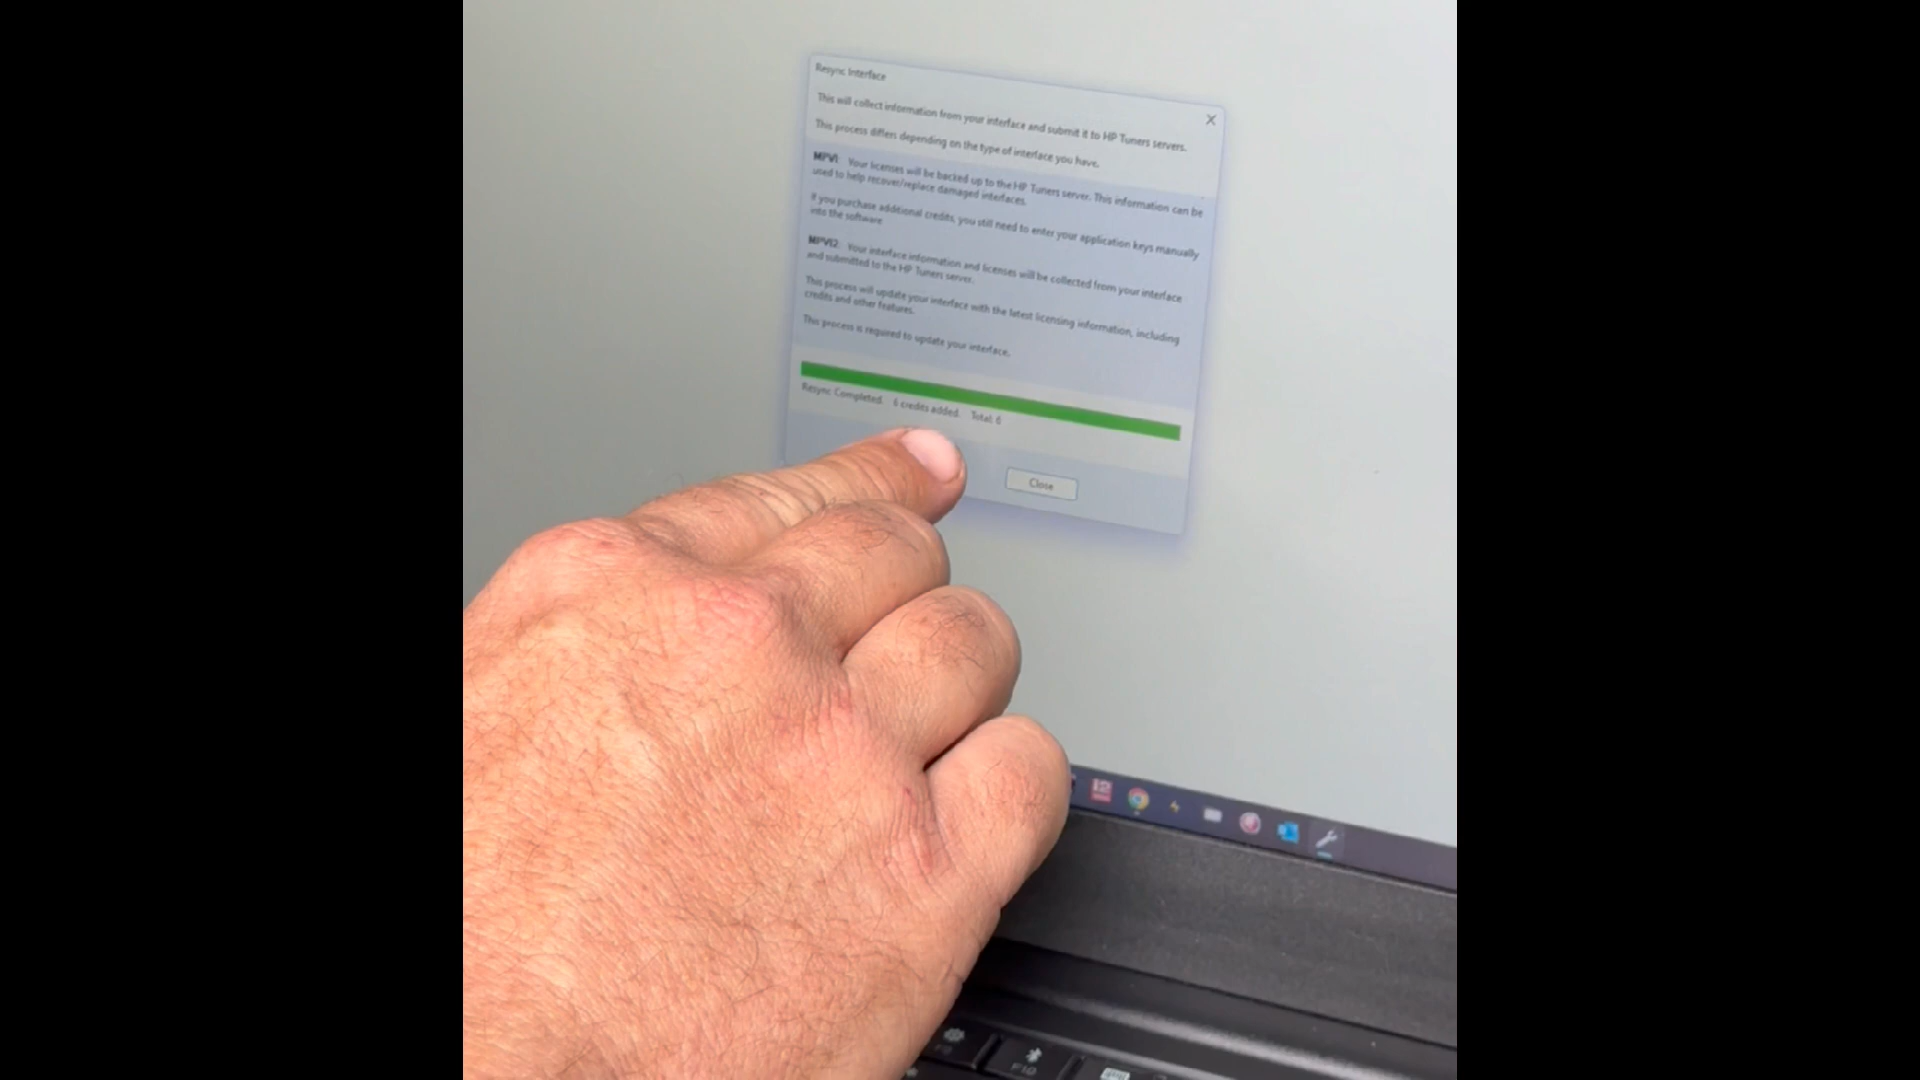 Resync Interface
This will collect information from your interface and submit it to HP Tuners servers.
This process differs depending on the type of interface you have.
MPVI: Your licenses will be backed up to the HP Tuners server. This information can be
used to help recover/replace damaged interfaces.
If you purchase additional credits, you still need to enter your application keys manually
into the software
MPVI2: Your interface information and licenses will be collected from your interface
and submitted to the HP Tuners server.
This process will update your interface with the latest licensing information, including
credits and other features.
This process is required to update your interface.
Resync Completed. 6 credits added. Total: 6
Close
F10